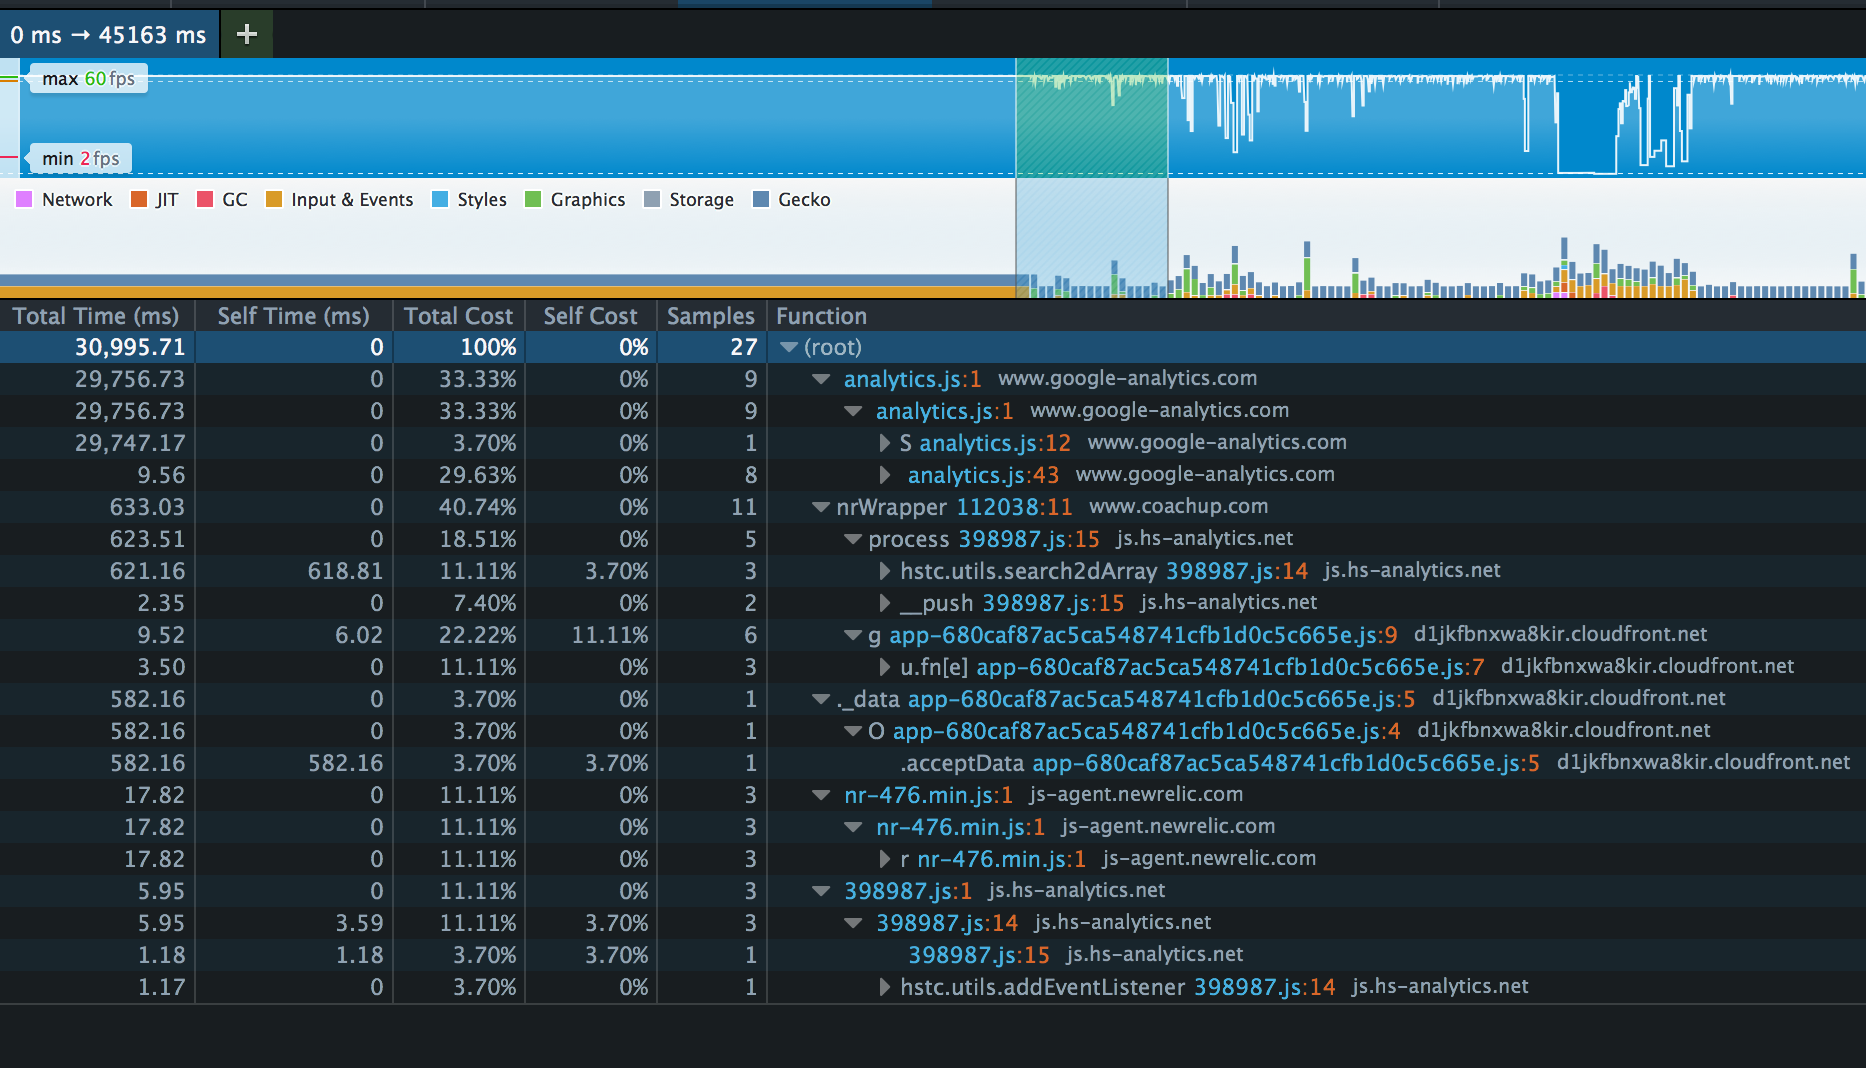 0 ms → 45163 ms +
max 60 fps
min 2 fps
Network JIT GC Input & Events Styles Graphics Storage Gecko
Total Time (ms) Self Time (ms) Total Cost Self Cost Samples Function
30,995.71 0 100% 0% 27 (root)
29,756.73 0 33.33% 0% 9 analytics.js:1 www.google-analytics.com
29,756.73 0 33.33% 0% 9 analytics.js:1 www.google-analytics.com
29,747.17 0 3.70% 0% 1 S analytics.js:12 www.google-analytics.com
9.56 0 29.63% 0% 8 analytics.js:43 www.google-analytics.com
633.03 0 40.74% 0% 11 nrWrapper 112038:11 www.coachup.com
623.51 0 18.51% 0% 5 process 398987.js:15 js.hs-analytics.net
621.16 618.81 11.11% 3.70% 3 hstc.utils.search2dArray 398987.js:14 js.hs-analytics.net
2.35 0 7.40% 0% 2 __push 398987.js:15 js.hs-analytics.net
9.52 6.02 22.22% 11.11% 6 g app-680caf87ac5ca548741cfb1d0c5c665e.js:9 d1jkfbnxwa8kir.cloudfront.net
3.50 0 11.11% 0% 3 u.fn[e] app-680caf87ac5ca548741cfb1d0c5c665e.js:7 d1jkfbnxwa8kir.cloudfront.net
582.16 0 3.70% 0% 1 ._data app-680caf87ac5ca548741cfb1d0c5c665e.js:5 d1jkfbnxwa8kir.cloudfront.net
582.16 0 3.70% 0% 1 O app-680caf87ac5ca548741cfb1d0c5c665e.js:4 d1jkfbnxwa8kir.cloudfront.net
582.16 582.16 3.70% 3.70% 1 .acceptData app-680caf87ac5ca548741cfb1d0c5c665e.js:5 d1jkfbnxwa8kir.cloudfront.net
17.82 0 11.11% 0% 3 nr-476.min.js:1 js-agent.newrelic.com
17.82 0 11.11% 0% 3 nr-476.min.js:1 js-agent.newrelic.com
17.82 0 11.11% 0% 3 r nr-476.min.js:1 js-agent.newrelic.com
5.95 0 11.11% 0% 3 398987.js:1 js.hs-analytics.net
5.95 3.59 11.11% 3.70% 3 398987.js:14 js.hs-analytics.net
1.18 1.18 3.70% 3.70% 1 398987.js:15 js.hs-analytics.net
1.17 0 3.70% 0% 1 hstc.utils.addEventListener 398987.js:14 js.hs-analytics.net